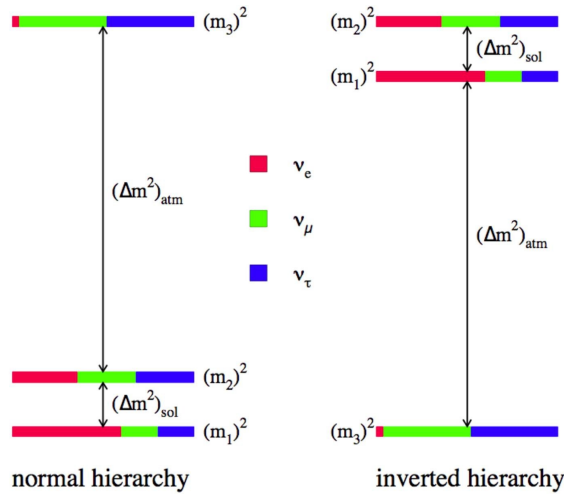 (m₃)²
(Δm²)atm
(m₂)²
(Δm²)sol
(m₁)²
normal hierarchy
νe
νμ
ντ
(m₂)²
(Δm²)sol
(m₁)²
(Δm²)atm
(m₃)²
inverted hierarchy